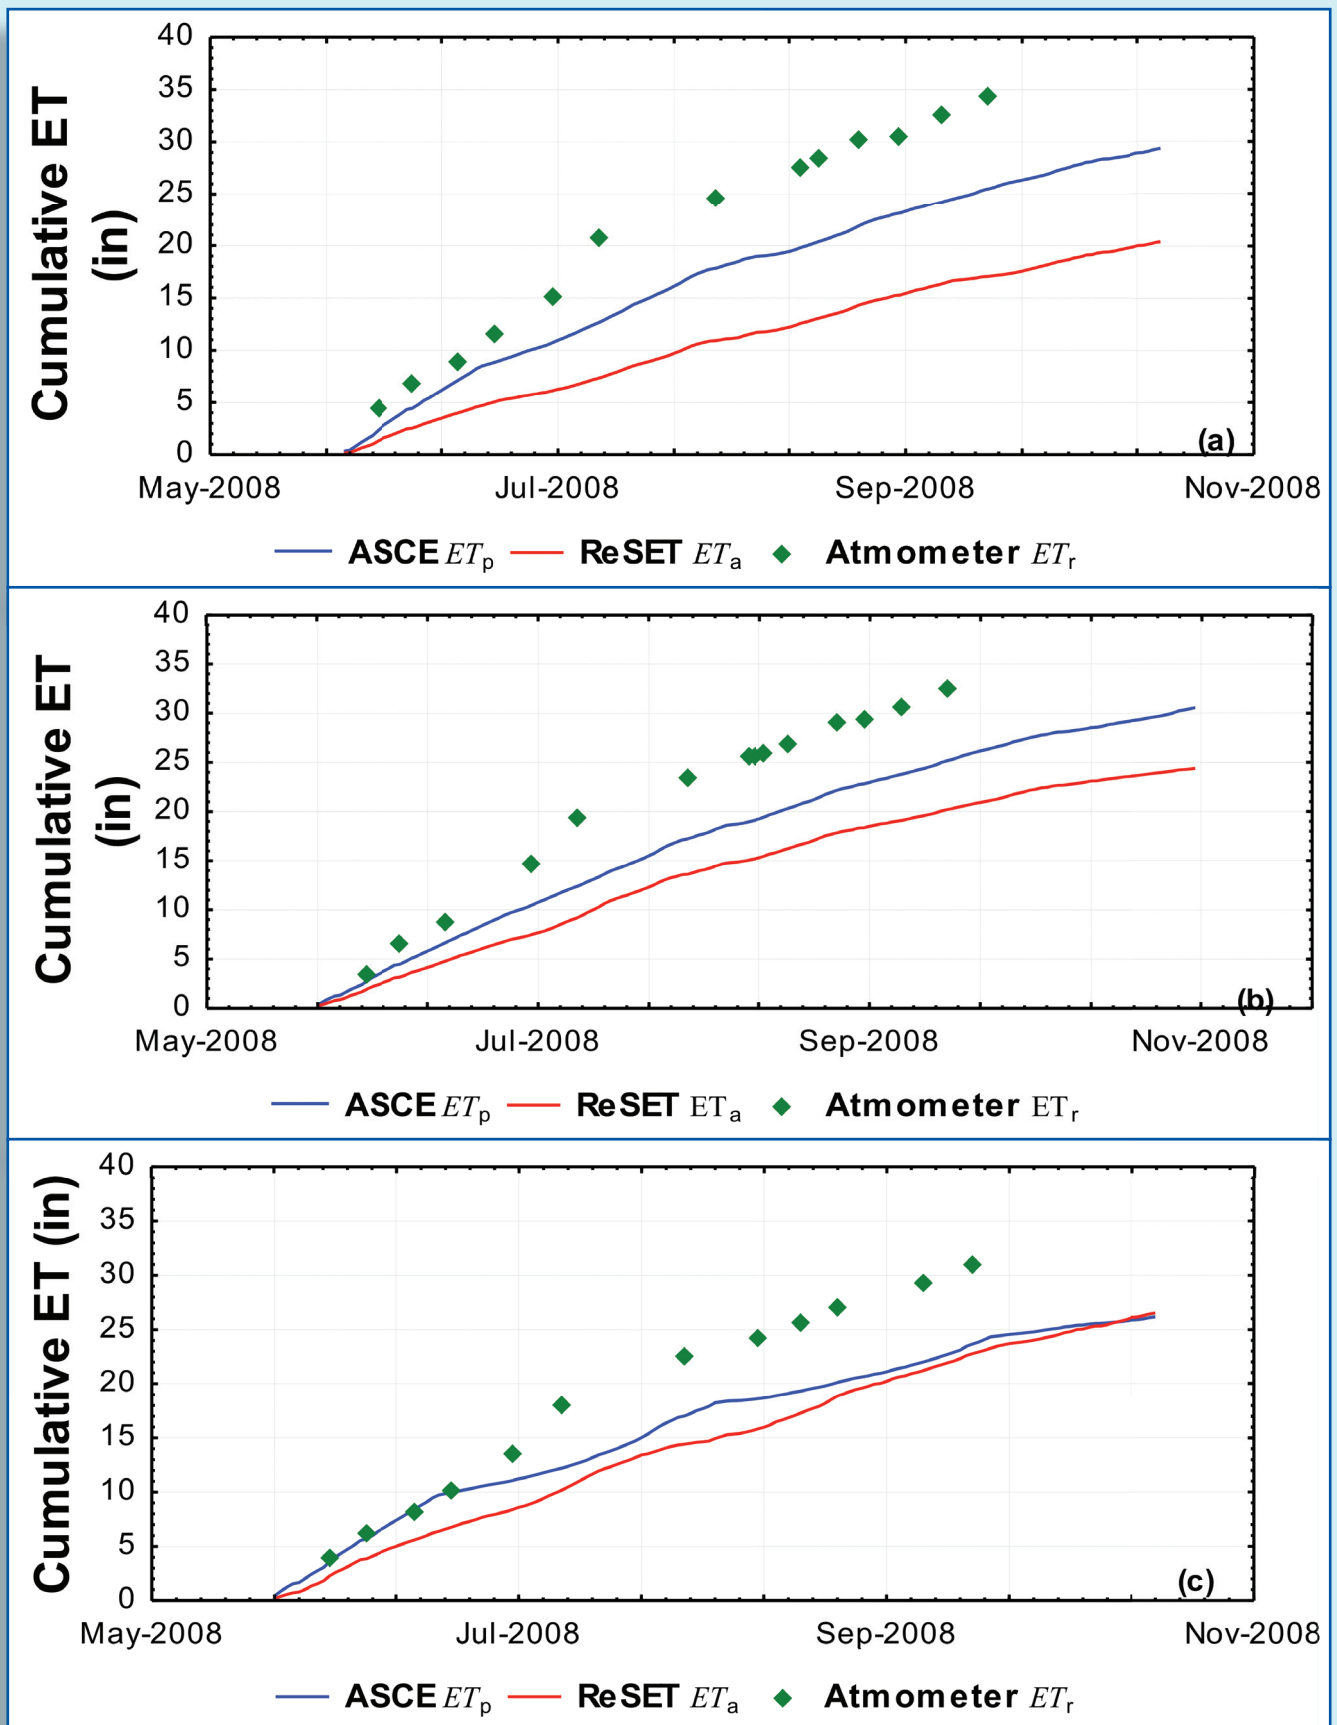 40
35
30
25
20
15
10
5
0
Cumulative ET
(in)
(a)
May-2008 Jul-2008 Sep-2008 Nov-2008
ASCE ETp ReSET ETa Atmometer ETr
40
35
30
25
20
15
10
5
0
Cumulative ET
(in)
(b)
May-2008 Jul-2008 Sep-2008 Nov-2008
ASCE ETp ReSET ETa Atmometer ETr
40
35
30
25
20
15
10
5
0
Cumulative ET (in)
(c)
May-2008 Jul-2008 Sep-2008 Nov-2008
ASCE ETp ReSET ETa Atmometer ETr